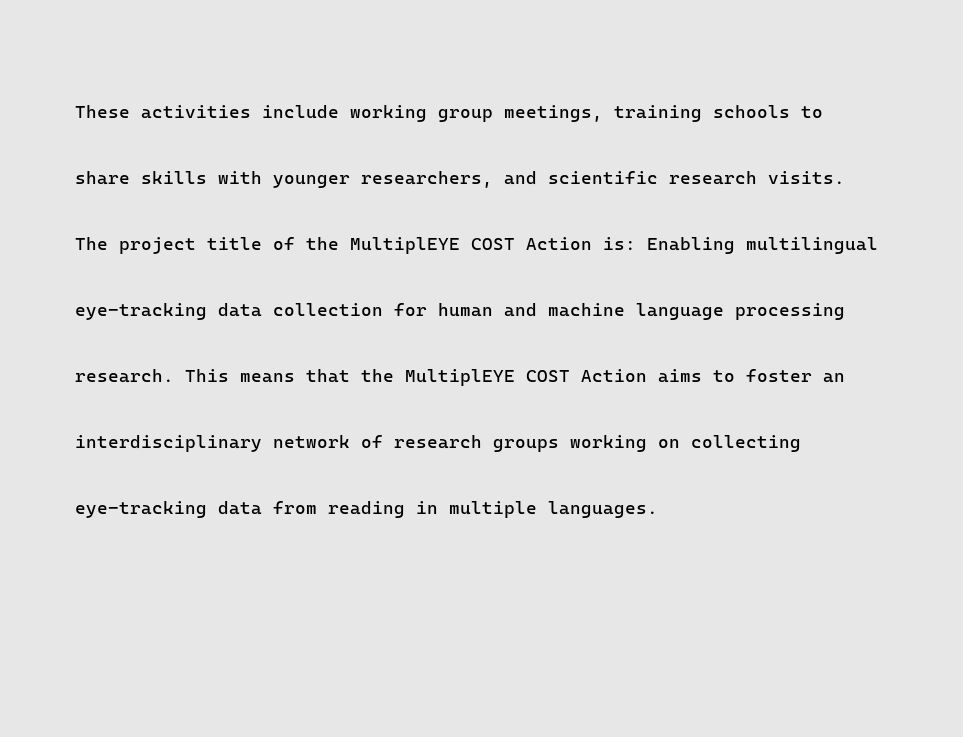 These activities include working group meetings, training schools to
share skills with younger researchers, and scientific research visits.
The project title of the MultiplEYE COST Action is: Enabling multilingual
eye-tracking data collection for human and machine language processing
research. This means that the MultiplEYE COST Action aims to foster an
interdisciplinary network of research groups working on collecting
eye-tracking data from reading in multiple languages.